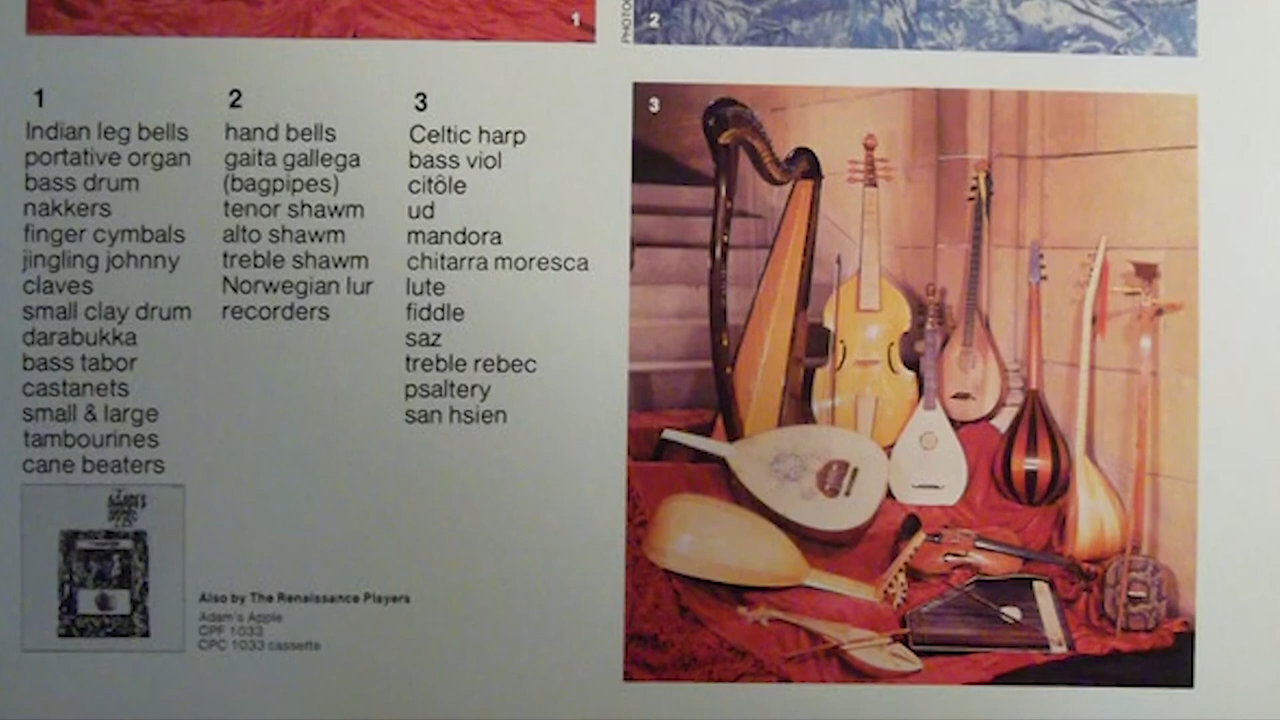 1
2
PHOTO
1
Indian leg bells
portative organ
bass drum
nakkers
finger cymbals
jingling johnny
claves
small clay drum
darabukka
bass tabor
castanets
small & large
tambourines
cane beaters
2
hand bells
gaita gallega
(bagpipes)
tenor shawm
alto shawm
treble shawm
Norwegian lur
recorders
3
Celtic harp
bass viol
citôle
ud
mandora
chitarra moresca
lute
fiddle
saz
treble rebec
psaltery
san hsien
3
Also by The Renaissance Players
Adam's Apple
CPF 1033
CPC 1033 cassette